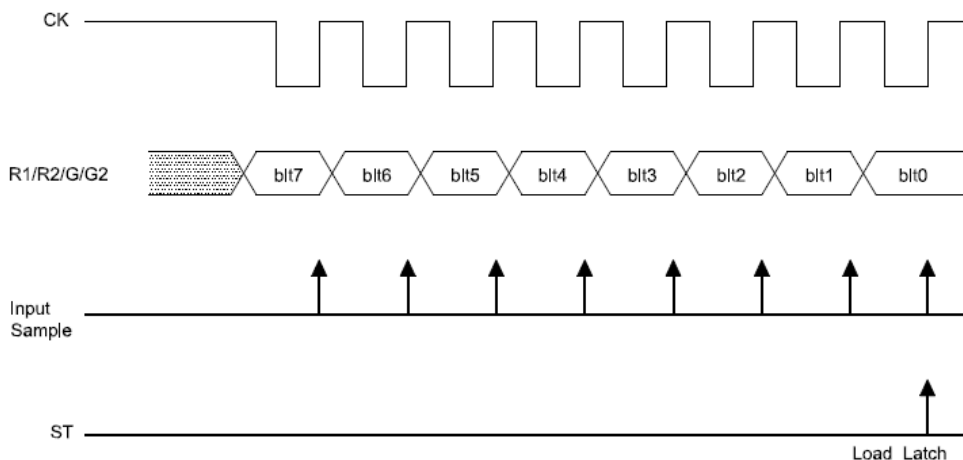 CK
R1/R2/G/G2
blt7 blt6 blt5 blt4 blt3 blt2 blt1 blt0
Input
Sample
ST
Load Latch